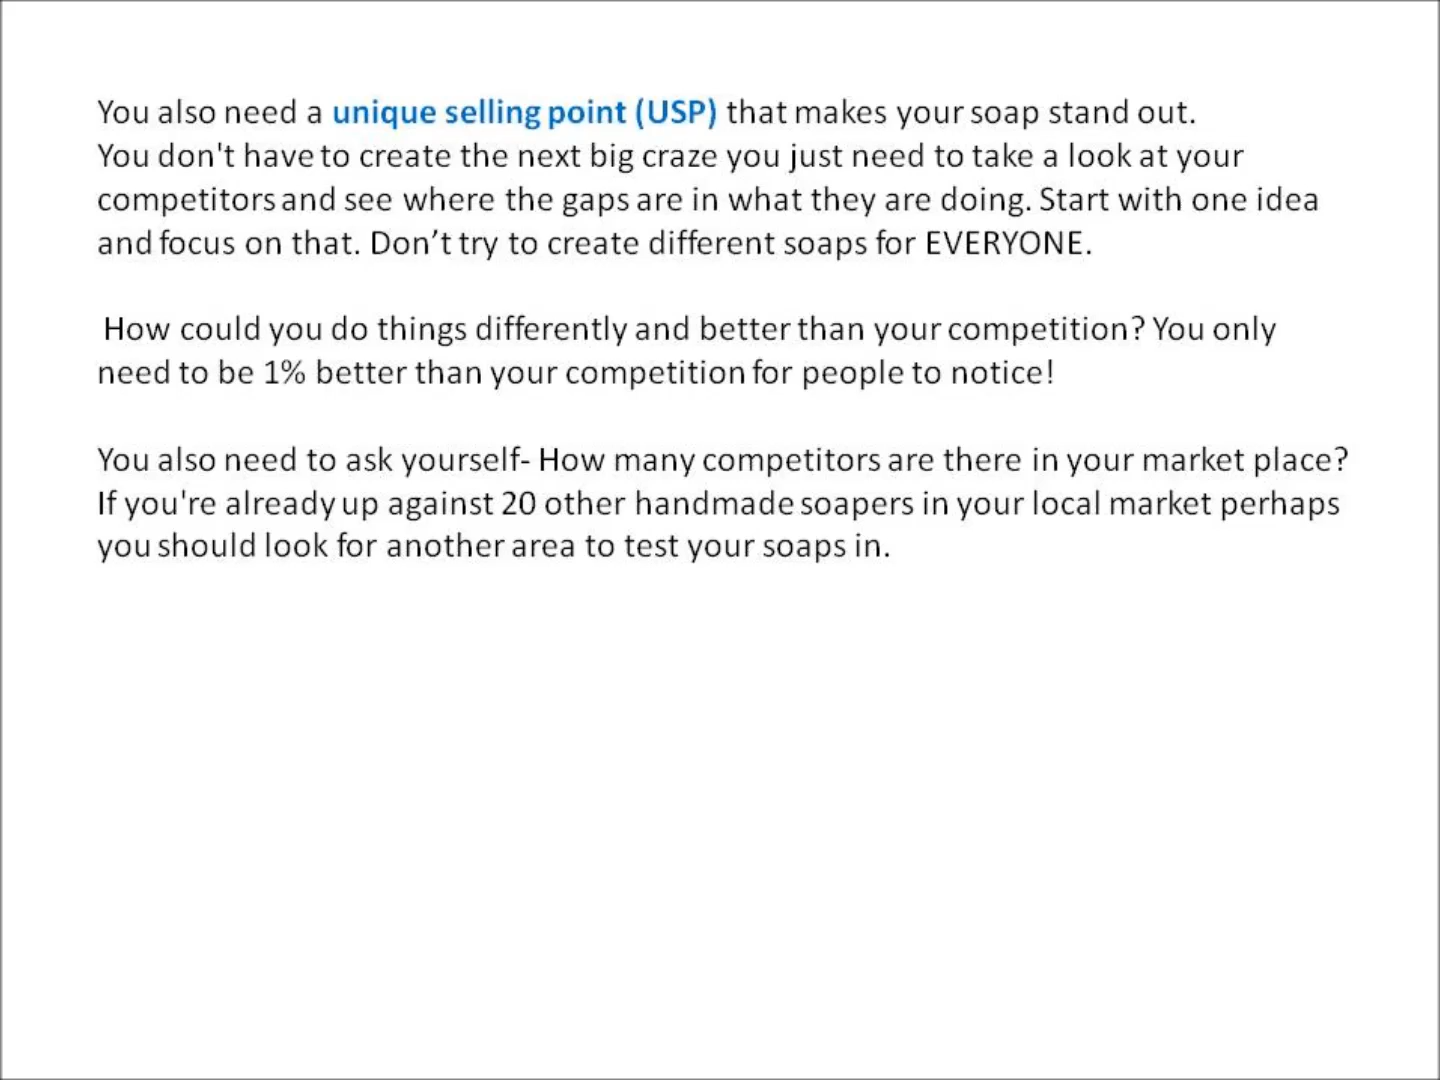 You also need a unique selling point (USP) that makes your soap stand out.
You don't have to create the next big craze you just need to take a look at your
competitors and see where the gaps are in what they are doing. Start with one idea
and focus on that. Don’t try to create different soaps for EVERYONE.
How could you do things differently and better than your competition? You only
need to be 1% better than your competition for people to notice!
You also need to ask yourself- How many competitors are there in your market place?
If you're already up against 20 other handmade soapers in your local market perhaps
you should look for another area to test your soaps in.